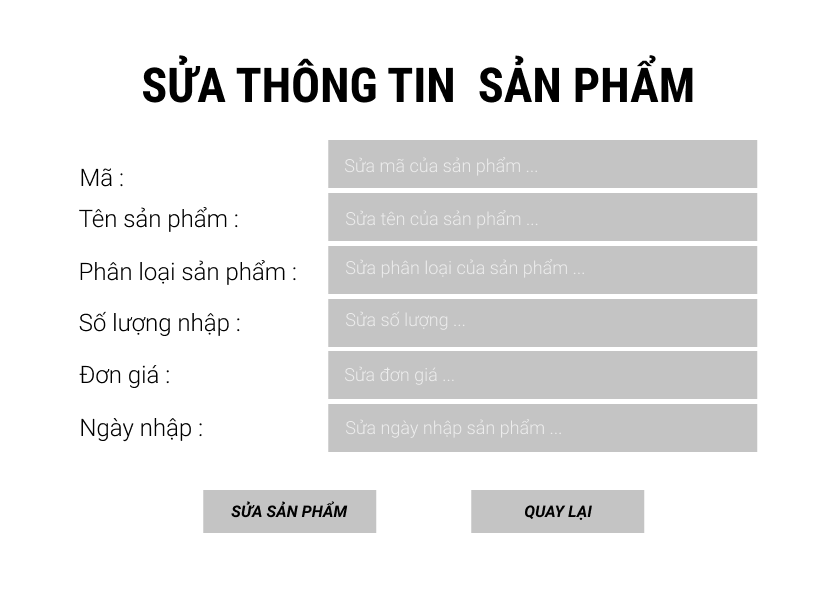 SỬA THÔNG TIN  SẢN PHẨM
Mã :
Sửa mã của sản phẩm ...
Tên sản phẩm :
Sửa tên của sản phẩm ...
Phân loại sản phẩm :
Sửa phân loại của sản phẩm ...
Số lượng nhập :
Sửa số lượng ...
Đơn giá :
Sửa đơn giá ...
Ngày nhập :
Sửa ngày nhập sản phẩm ...
SỬA SẢN PHẨM
QUAY LẠI